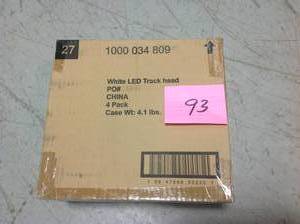 27
1000 034 809
White LED Track head
PO#
CHINA
4 Pack
Case Wt: 4.1 lbs.
93